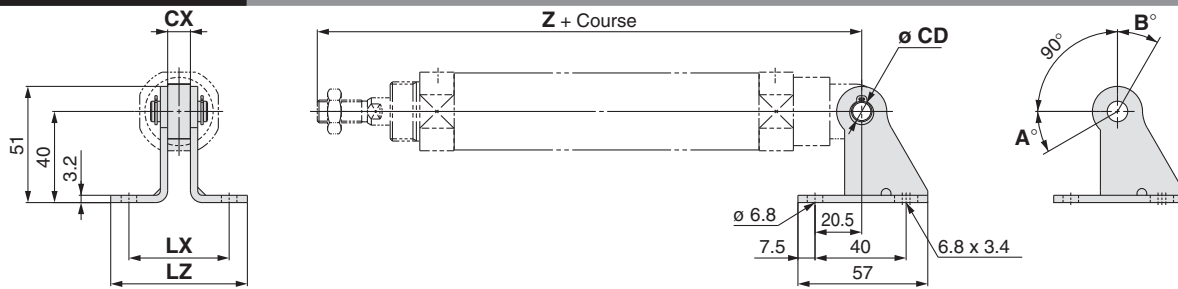 CX
Z + Course
ø CD
90°
B°
A°
51
40
3.2
LX
LZ
ø 6.8
20.5
7.5
40
6.8 x 3.4
57